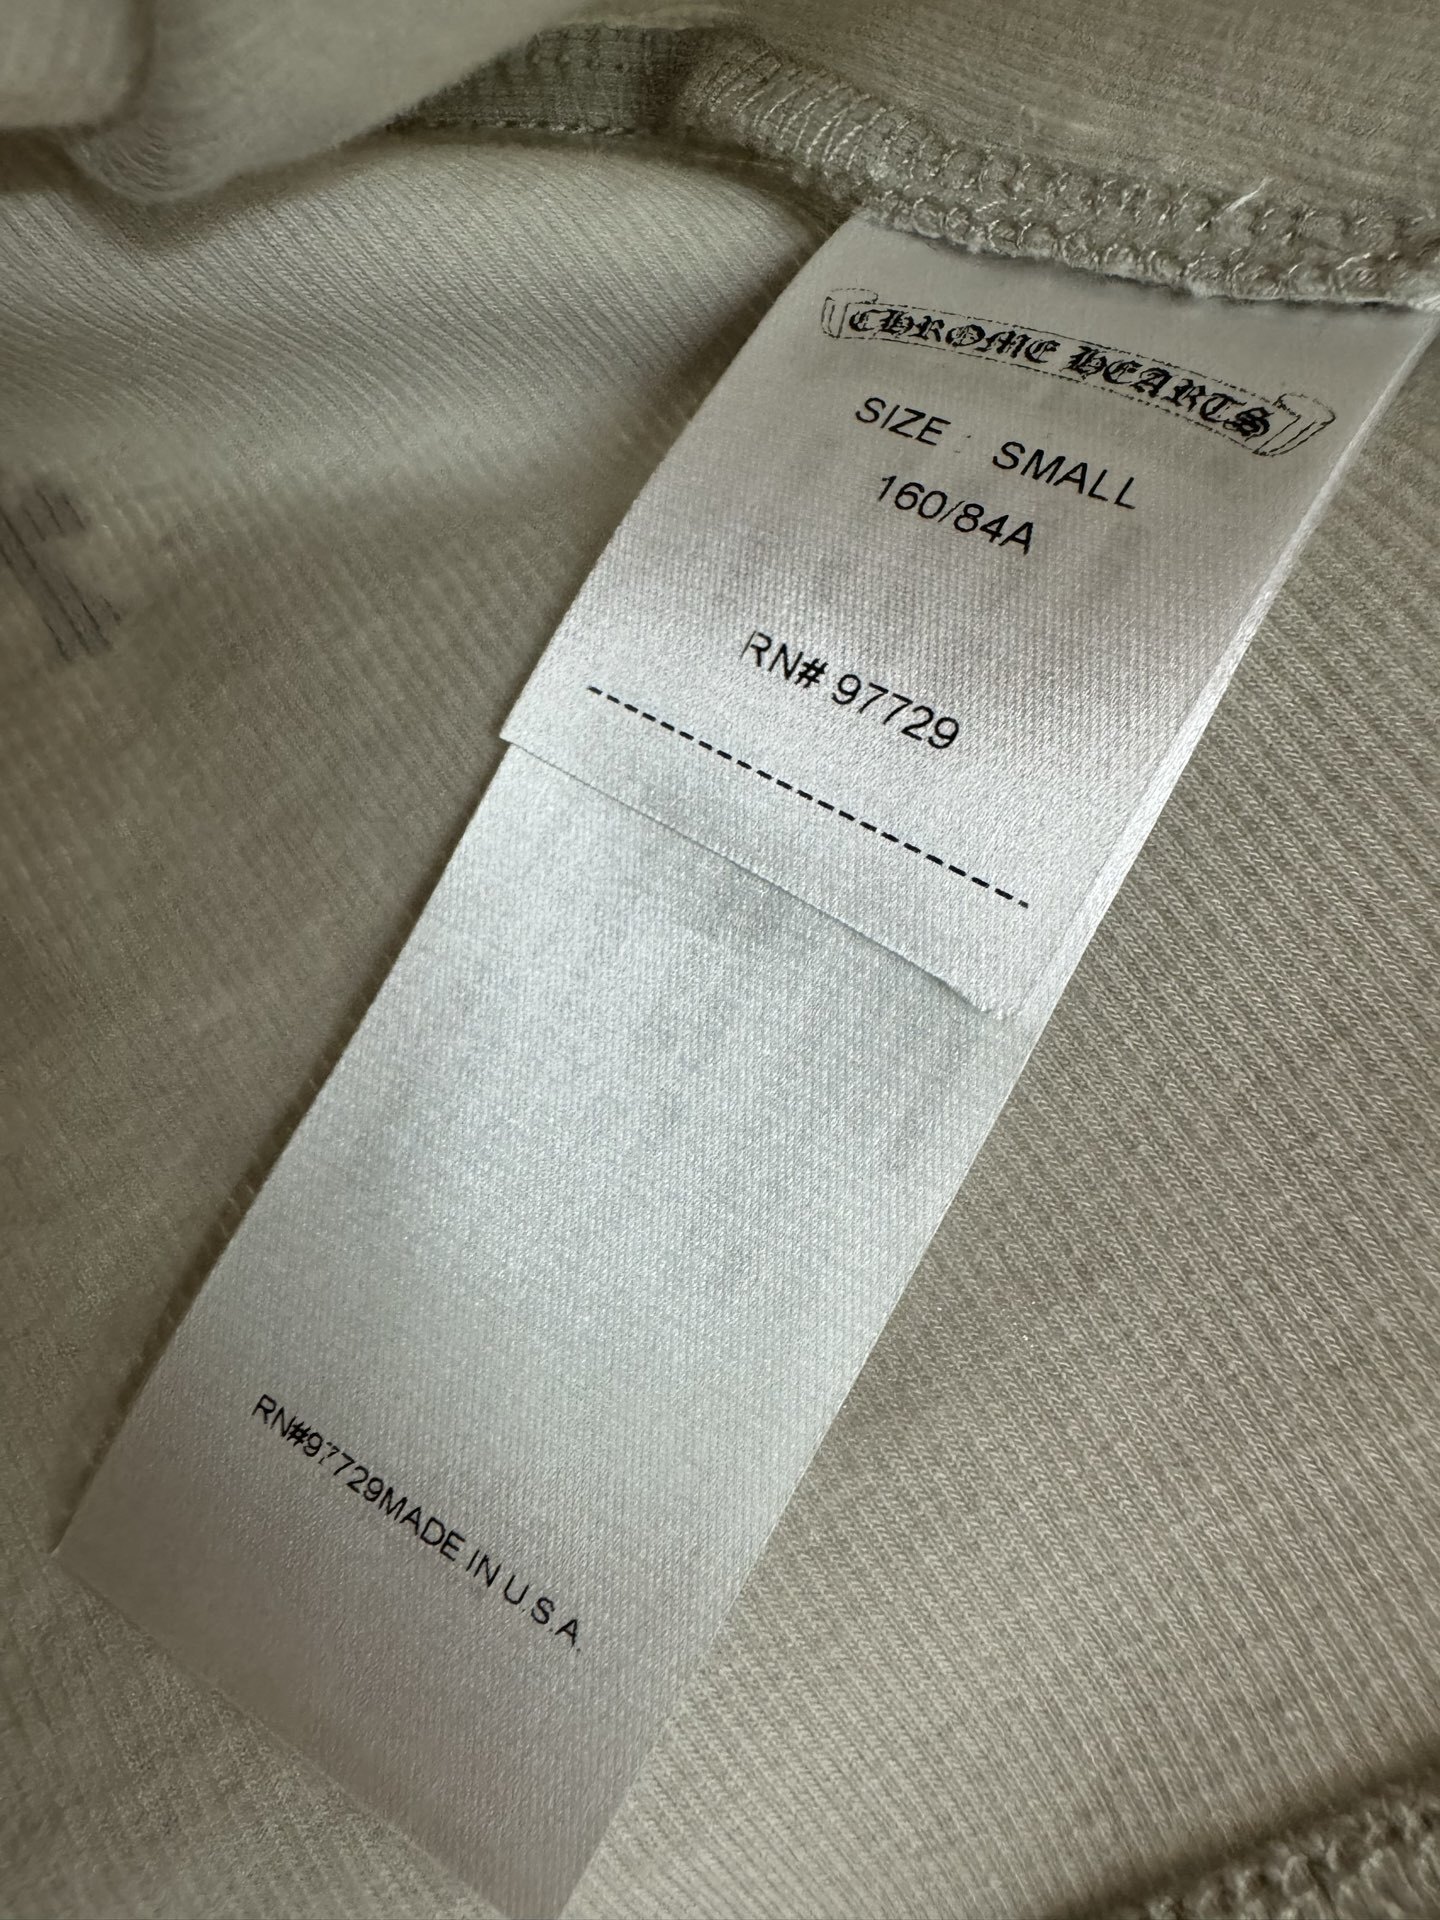 CHROME HEARTS
SIZE : SMALL
160/84A
RN# 97729
RN#97729MADE IN U.S.A.